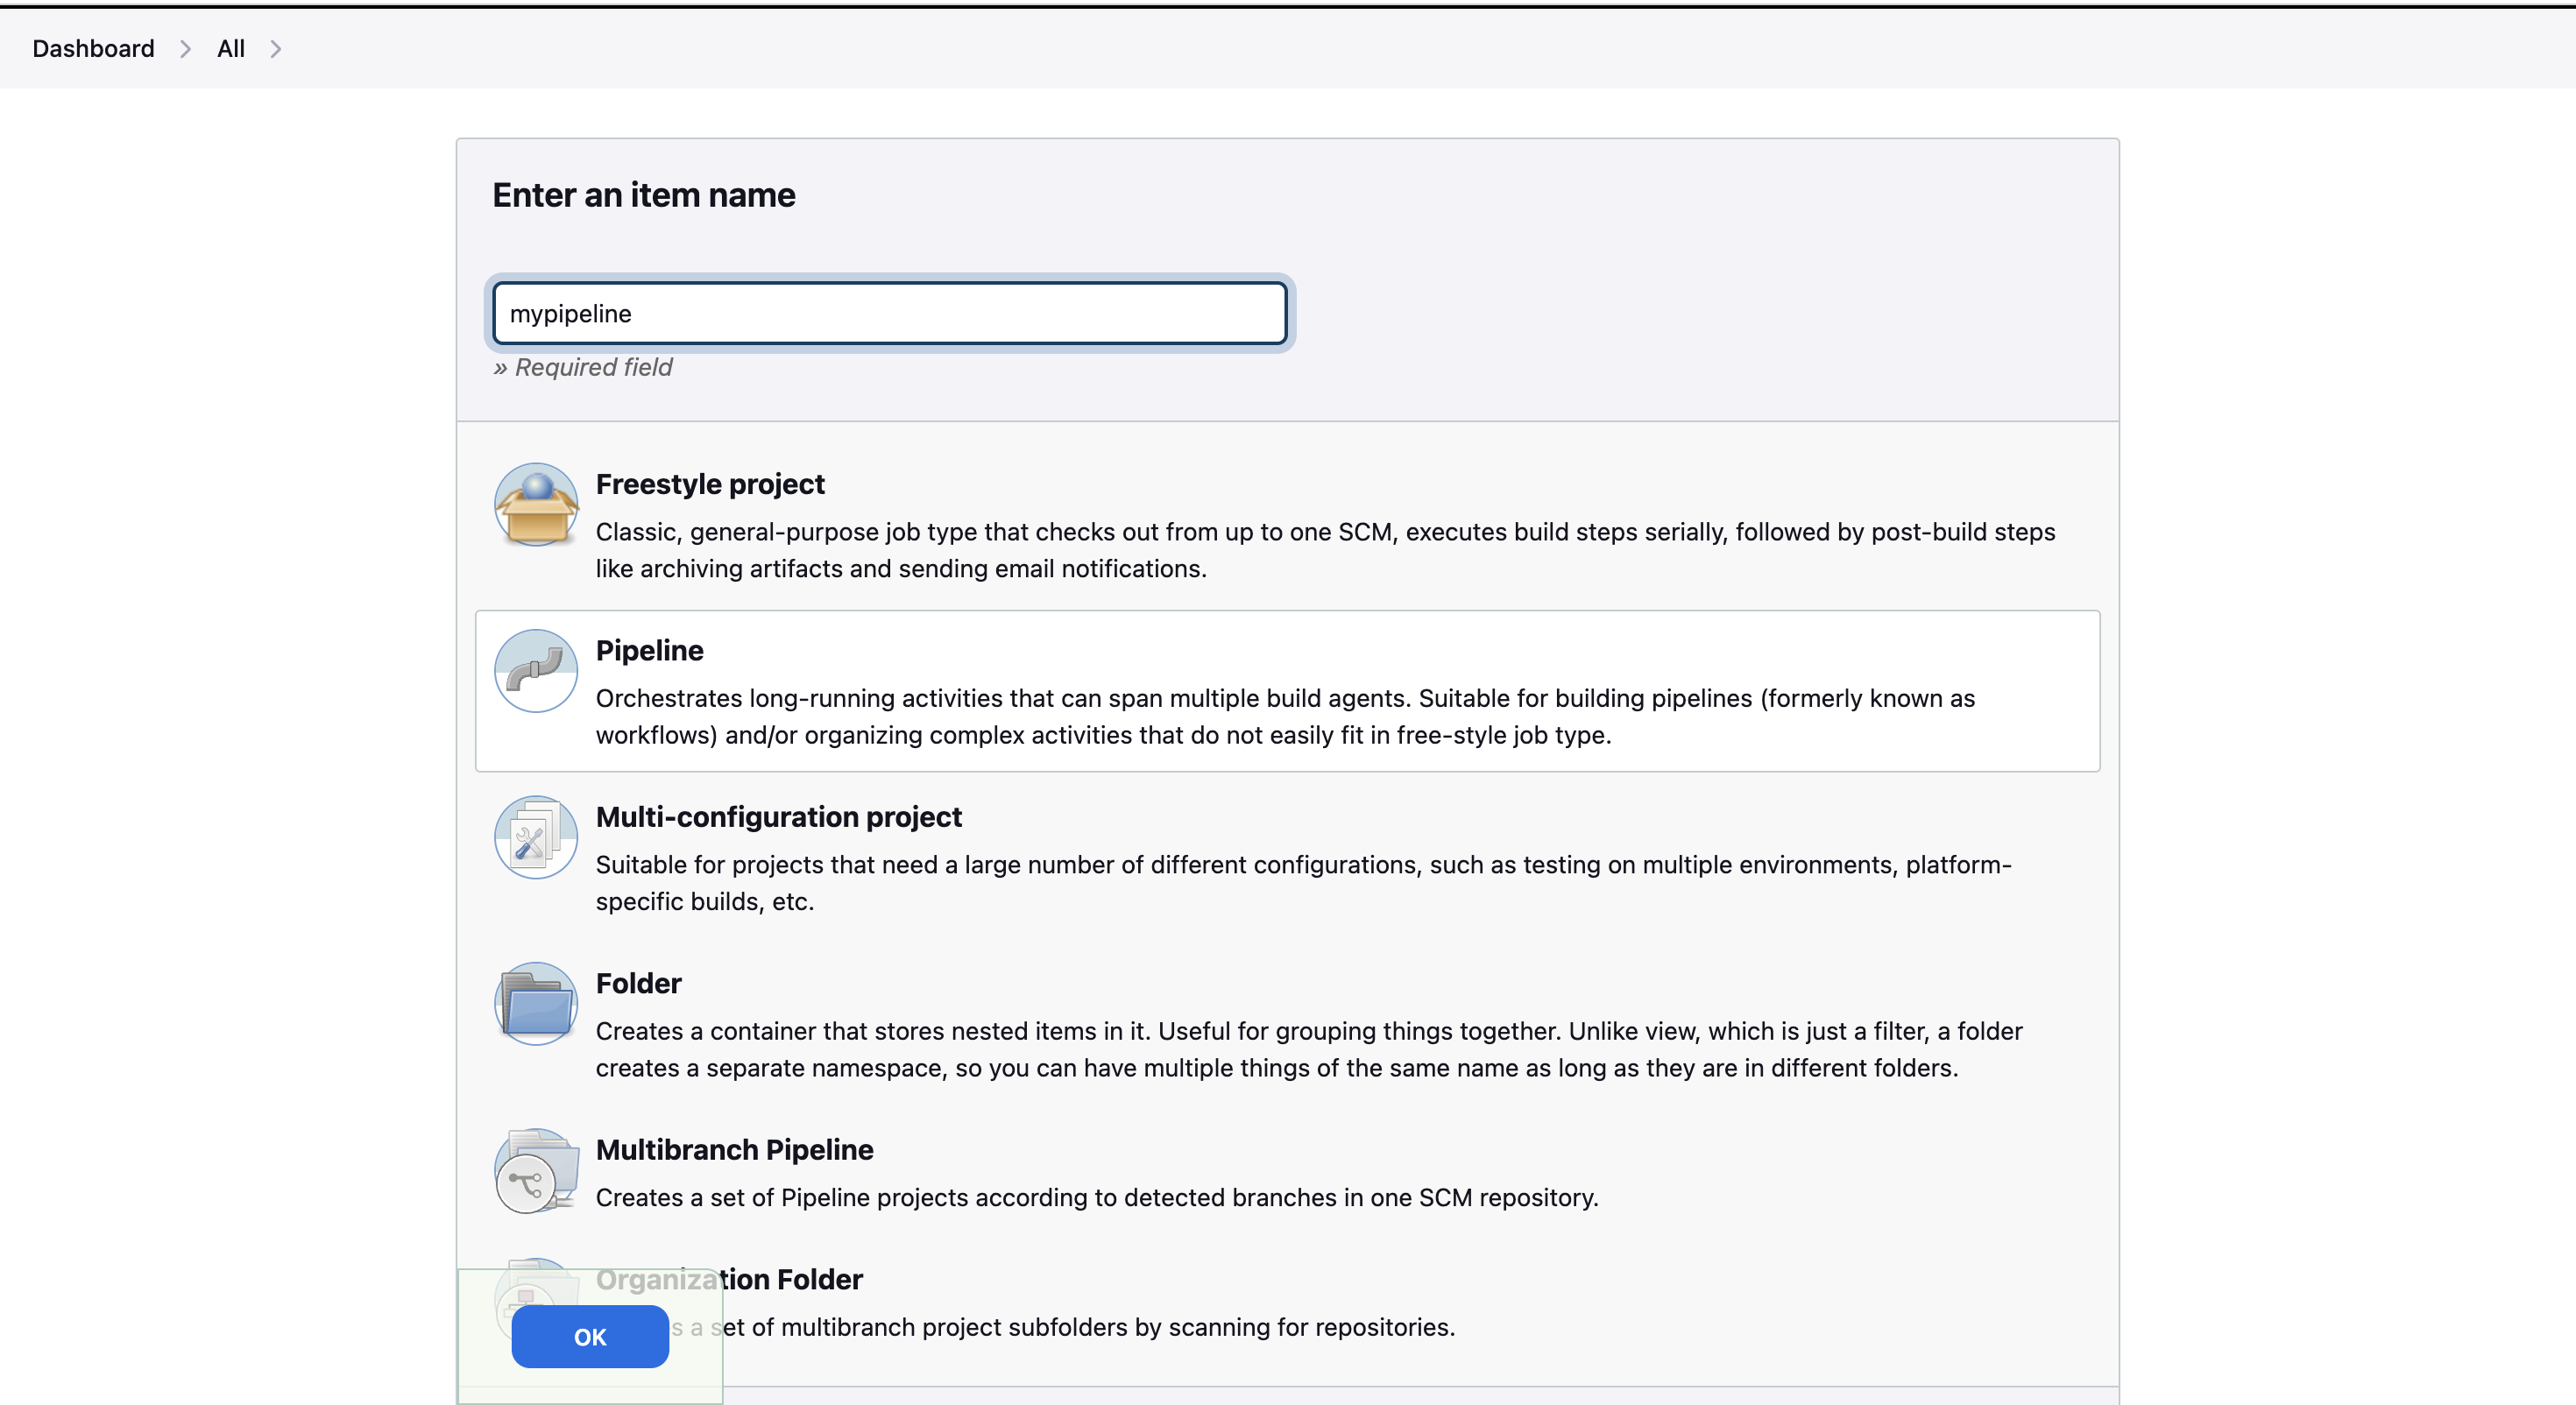 Dashboard > All >
Enter an item name
mypipeline
» Required field
Freestyle project
Classic, general-purpose job type that checks out from up to one SCM, executes build steps serially, followed by post-build steps
like archiving artifacts and sending email notifications.
Pipeline
Orchestrates long-running activities that can span multiple build agents. Suitable for building pipelines (formerly known as
workflows) and/or organizing complex activities that do not easily fit in free-style job type.
Multi-configuration project
Suitable for projects that need a large number of different configurations, such as testing on multiple environments, platform-
specific builds, etc.
Folder
Creates a container that stores nested items in it. Useful for grouping things together. Unlike view, which is just a filter, a folder
creates a separate namespace, so you can have multiple things of the same name as long as they are in different folders.
Multibranch Pipeline
Creates a set of Pipeline projects according to detected branches in one SCM repository.
Organization Folder
s a set of multibranch project subfolders by scanning for repositories.
OK